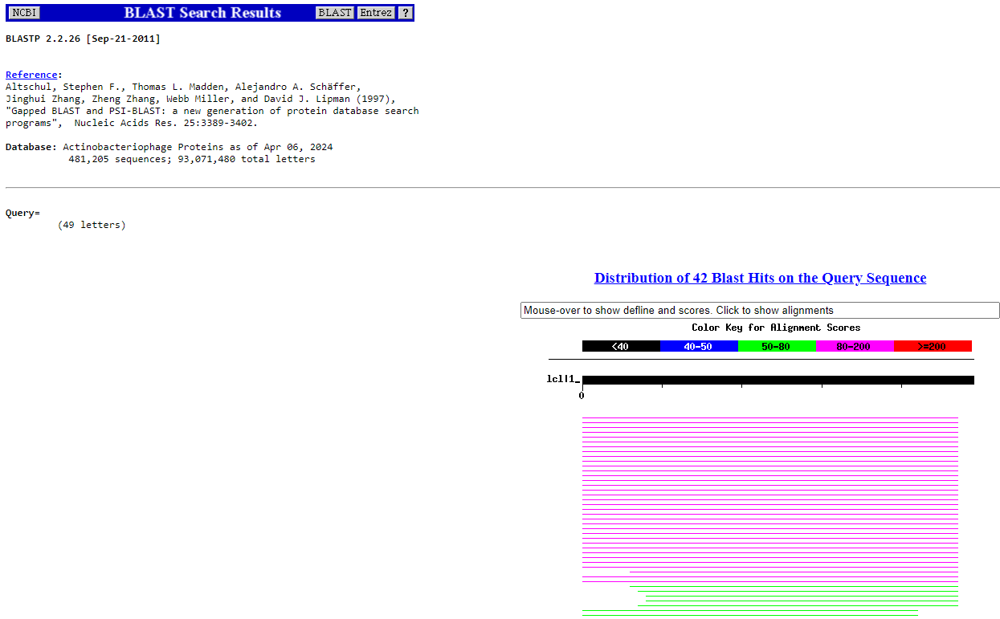 NCBI BLAST Search Results BLAST Entrez ?
BLASTP 2.2.26 [Sep-21-2011]
Reference:
Altschul, Stephen F., Thomas L. Madden, Alejandro A. Schäffer,
Jinghui Zhang, Zheng Zhang, Webb Miller, and David J. Lipman (1997),
"Gapped BLAST and PSI-BLAST: a new generation of protein database search
programs", Nucleic Acids Res. 25:3389-3402.
Database: Actinobacteriophage Proteins as of Apr 06, 2024
481,205 sequences; 93,071,480 total letters
Query=
(49 letters)
Distribution of 42 Blast Hits on the Query Sequence
Mouse-over to show defline and scores. Click to show alignments
Color Key for Alignment Scores
<40 40-50 50-80 80-200 >=200
lcl|1_
0